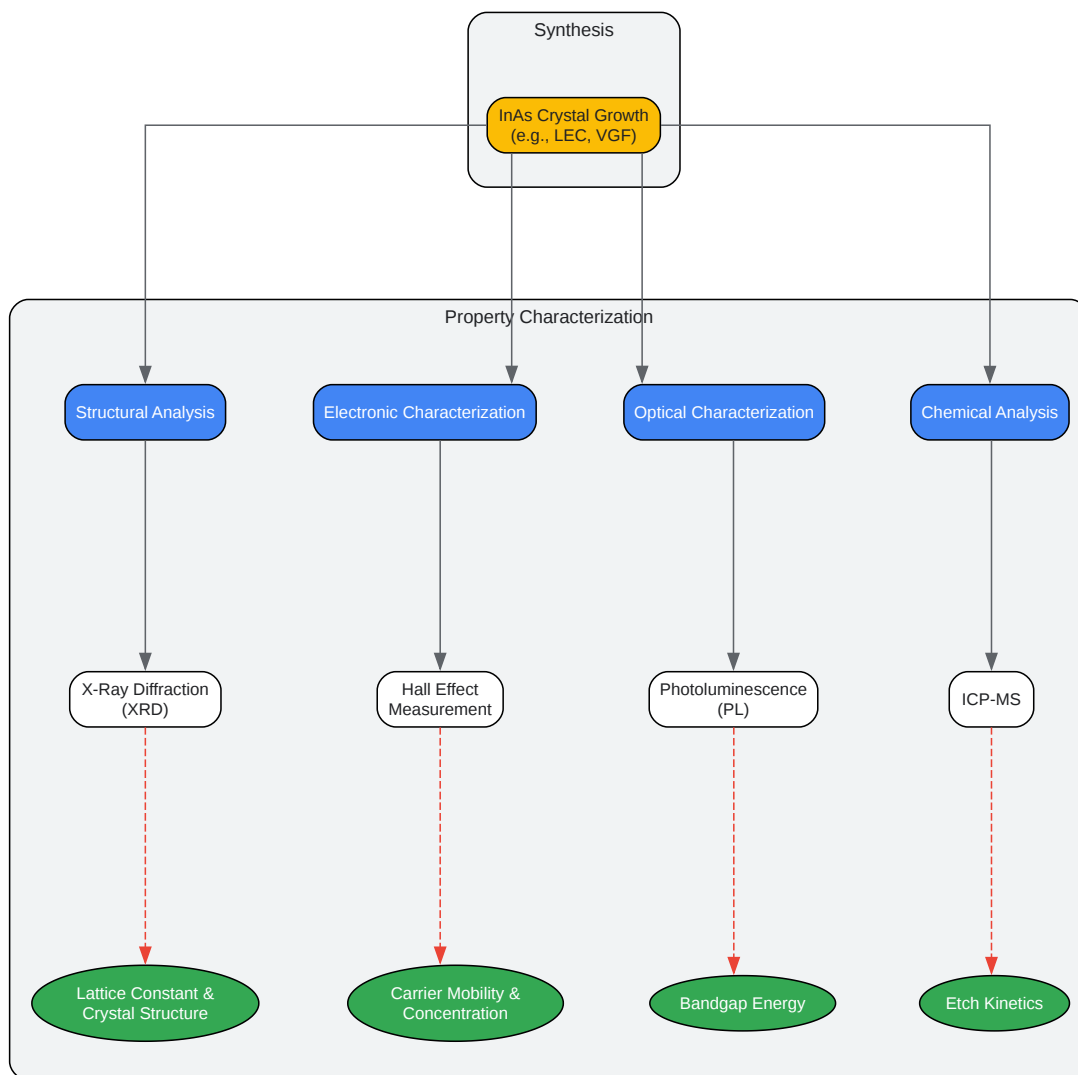 Synthesis
InAs Crystal Growth
(e.g., LEC, VGF)
Property Characterization
Structural Analysis
Electronic Characterization
Optical Characterization
Chemical Analysis
X-Ray Diffraction
(XRD)
Hall Effect
Measurement
Photoluminescence
(PL)
ICP-MS
Lattice Constant &
Crystal Structure
Carrier Mobility &
Concentration
Bandgap Energy
Etch Kinetics